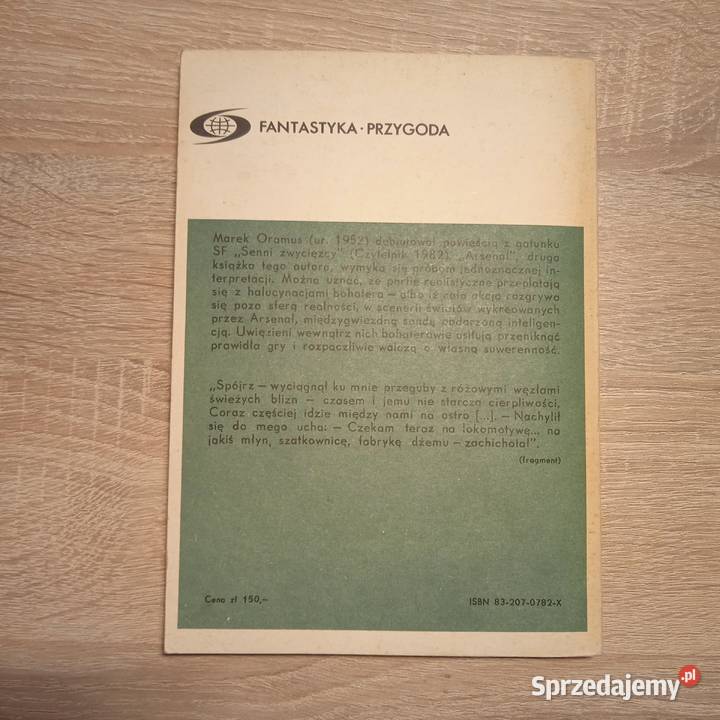 FANTASTYKA · PRZYGODA
Marek Oramus (ur. 1952) debiutował powieścią z gatunku
SF „Senni zwycięzcy” (Czytelnik 1982). „Arsenał”, druga
książka tego autora, wymyka się próbom jednoznacznej in-
terpretacji. Można uznać, że partie realistyczne przeplatają
się z halucynacjami bohatera – albo iż cała akcja rozgrywa
się poza sferą realności, w scenerii światów wykreowanych
przez Arsenał, międzygwiezdną sondę obdarzoną inteligen-
cją. Uwięzieni wewnątrz nich bohaterowie usiłują przeniknąć
prawidła gry i rozpaczliwie walczą o własną suwerenność.
„Spójrz – wyciągnął ku mnie przeguby z różowymi węzłami
świeżych blizn – czasem i jemu nie starcza cierpliwości.
Coraz częściej idzie między nami na ostro [...]. – Nachylił
się do mego ucha: – Czekam teraz na lokomotywę... na
jakiś młyn, szatkownicę, fabrykę dżemu – zachichotał”.
(fragment)
Cena zł 150,–
ISBN 83-207-0782-X
Sprzedajemy.pl